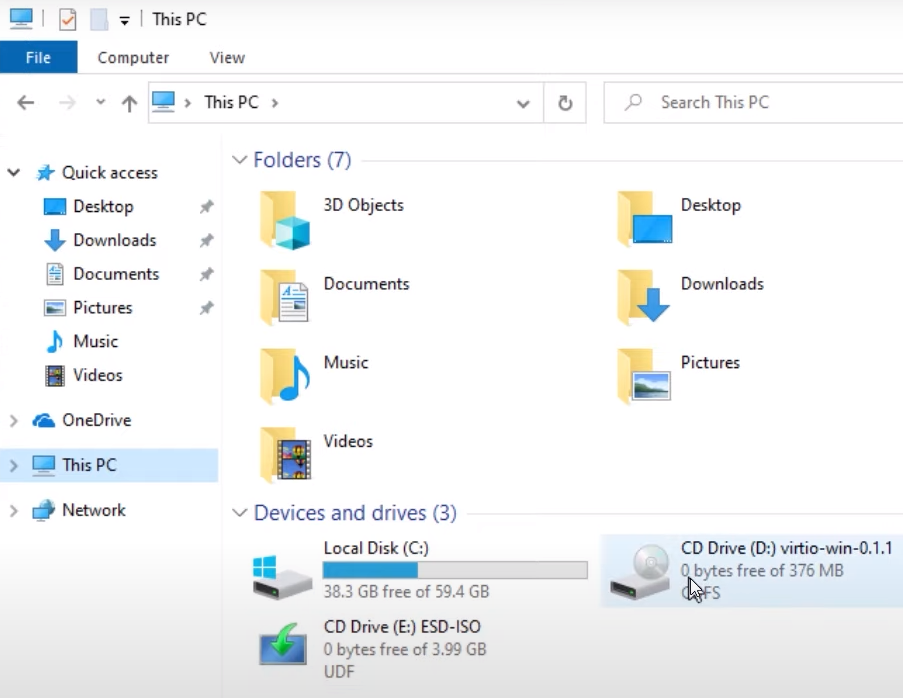 This PC
File Computer View
This PC
Search This PC
Quick access
Desktop
Downloads
Documents
Pictures
Music
Videos
OneDrive
This PC
Network
Folders (7)
3D Objects
Desktop
Documents
Downloads
Music
Pictures
Videos
Devices and drives (3)
Local Disk (C:)
38.3 GB free of 59.4 GB
CD Drive (D:) virtio-win-0.1.1
0 bytes free of 376 MB
CD Drive (E:) ESD-ISO
0 bytes free of 3.99 GB
UDF